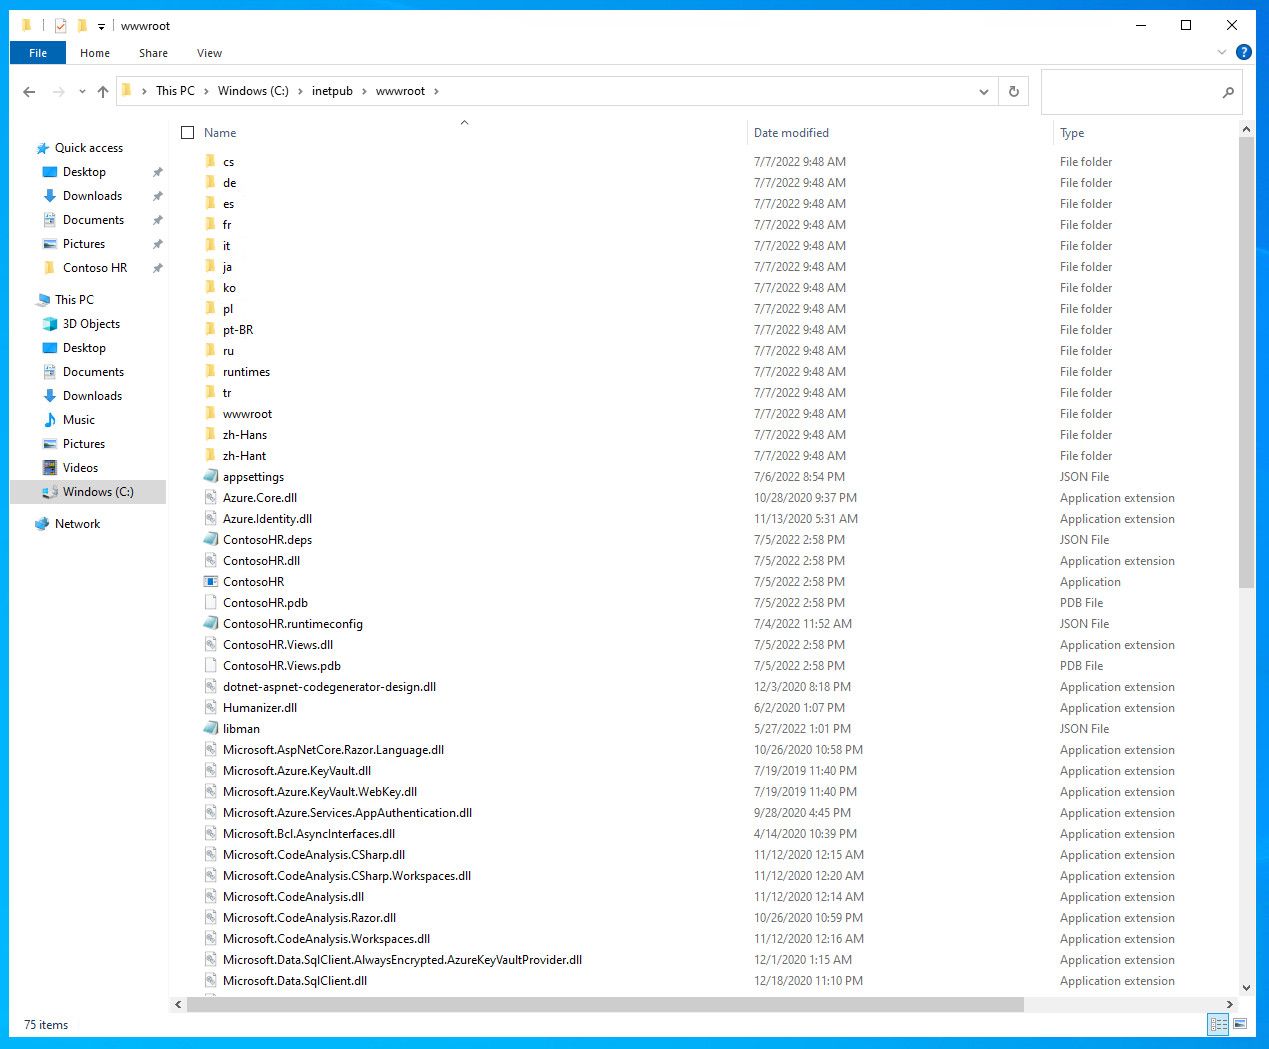 wwwroot
File Home Share View
This PC Windows (C:) inetpub wwwroot
Name Date modified Type
Quick access
Desktop
Downloads
Documents
Pictures
Contoso HR
This PC
3D Objects
Desktop
Documents
Downloads
Music
Pictures
Videos
Windows (C:)
Network
cs 7/7/2022 9:48 AM File folder
de 7/7/2022 9:48 AM File folder
es 7/7/2022 9:48 AM File folder
fr 7/7/2022 9:48 AM File folder
it 7/7/2022 9:48 AM File folder
ja 7/7/2022 9:48 AM File folder
ko 7/7/2022 9:48 AM File folder
pl 7/7/2022 9:48 AM File folder
pt-BR 7/7/2022 9:48 AM File folder
ru 7/7/2022 9:48 AM File folder
runtimes 7/7/2022 9:48 AM File folder
tr 7/7/2022 9:48 AM File folder
wwwroot 7/7/2022 9:48 AM File folder
zh-Hans 7/7/2022 9:48 AM File folder
zh-Hant 7/7/2022 9:48 AM File folder
appsettings 7/6/2022 8:54 PM JSON File
Azure.Core.dll 10/28/2020 9:37 PM Application extension
Azure.Identity.dll 11/13/2020 5:31 AM Application extension
ContosoHR.deps 7/5/2022 2:58 PM JSON File
ContosoHR.dll 7/5/2022 2:58 PM Application extension
ContosoHR 7/5/2022 2:58 PM Application
ContosoHR.pdb 7/5/2022 2:58 PM PDB File
ContosoHR.runtimeconfig 7/4/2022 11:52 AM JSON File
ContosoHR.Views.dll 7/5/2022 2:58 PM Application extension
ContosoHR.Views.pdb 7/5/2022 2:58 PM PDB File
dotnet-aspnet-codegenerator-design.dll 12/3/2020 8:18 PM Application extension
Humanizer.dll 6/2/2020 1:07 PM Application extension
libman 5/27/2022 1:01 PM JSON File
Microsoft.AspNetCore.Razor.Language.dll 10/26/2020 10:58 PM Application extension
Microsoft.Azure.KeyVault.dll 7/19/2019 11:40 PM Application extension
Microsoft.Azure.KeyVault.WebKey.dll 7/19/2019 11:40 PM Application extension
Microsoft.Azure.Services.AppAuthentication.dll 9/28/2020 4:45 PM Application extension
Microsoft.Bcl.AsyncInterfaces.dll 4/14/2020 10:39 PM Application extension
Microsoft.CodeAnalysis.CSharp.dll 11/12/2020 12:15 AM Application extension
Microsoft.CodeAnalysis.CSharp.Workspaces.dll 11/12/2020 12:20 AM Application extension
Microsoft.CodeAnalysis.dll 11/12/2020 12:14 AM Application extension
Microsoft.CodeAnalysis.Razor.dll 10/26/2020 10:59 PM Application extension
Microsoft.CodeAnalysis.Workspaces.dll 11/12/2020 12:16 AM Application extension
Microsoft.Data.SqlClient.AlwaysEncrypted.AzureKeyVaultProvider.dll 12/1/2020 1:15 AM Application extension
Microsoft.Data.SqlClient.dll 12/18/2020 11:10 PM Application extension
75 items